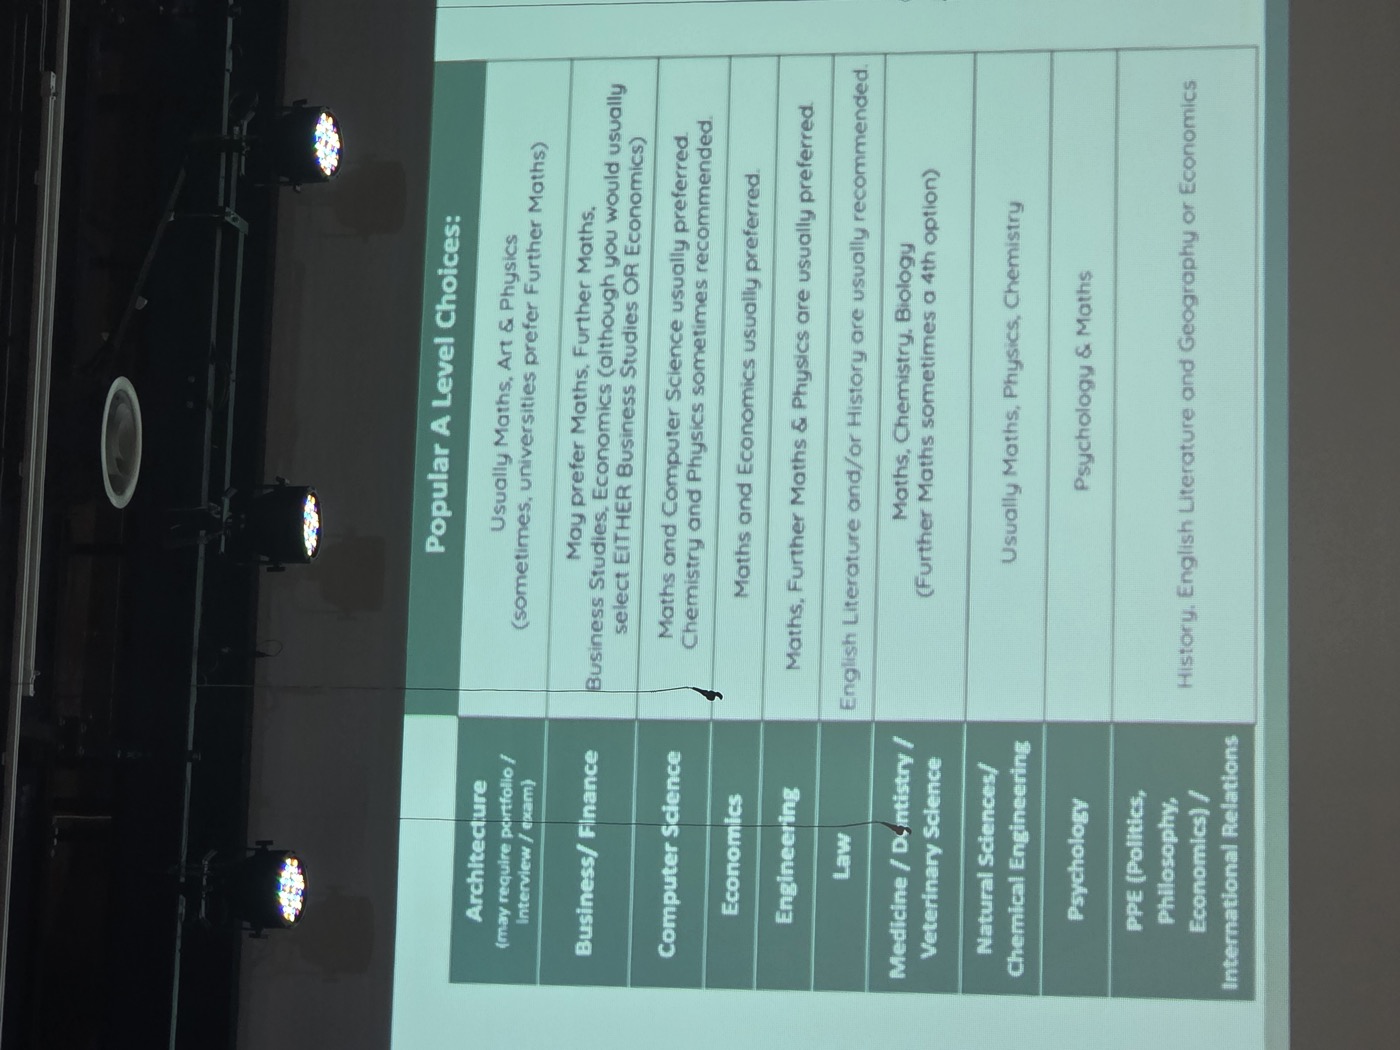 Popular A Level Choices:
Architecture
(may require portfolio /
interview / exam)
Usually Maths, Art & Physics
(sometimes, universities prefer Further Maths)
Business/ Finance
May prefer Maths, Further Maths,
Business Studies, Economics (although you would usually
select EITHER Business Studies OR Economics)
Computer Science
Maths and Computer Science usually preferred.
Chemistry and Physics sometimes recommended.
Economics
Maths and Economics usually preferred.
Engineering
Maths, Further Maths & Physics are usually preferred.
Law
English Literature and/or History are usually recommended.
Medicine / Dentistry /
Veterinary Science
Maths, Chemistry, Biology
(Further Maths sometimes a 4th option)
Natural Sciences/
Chemical Engineering
Usually Maths, Physics, Chemistry
Psychology
Psychology & Maths
PPE (Politics,
Philosophy,
Economics) /
International Relations
History, English Literature and Geography or Economics